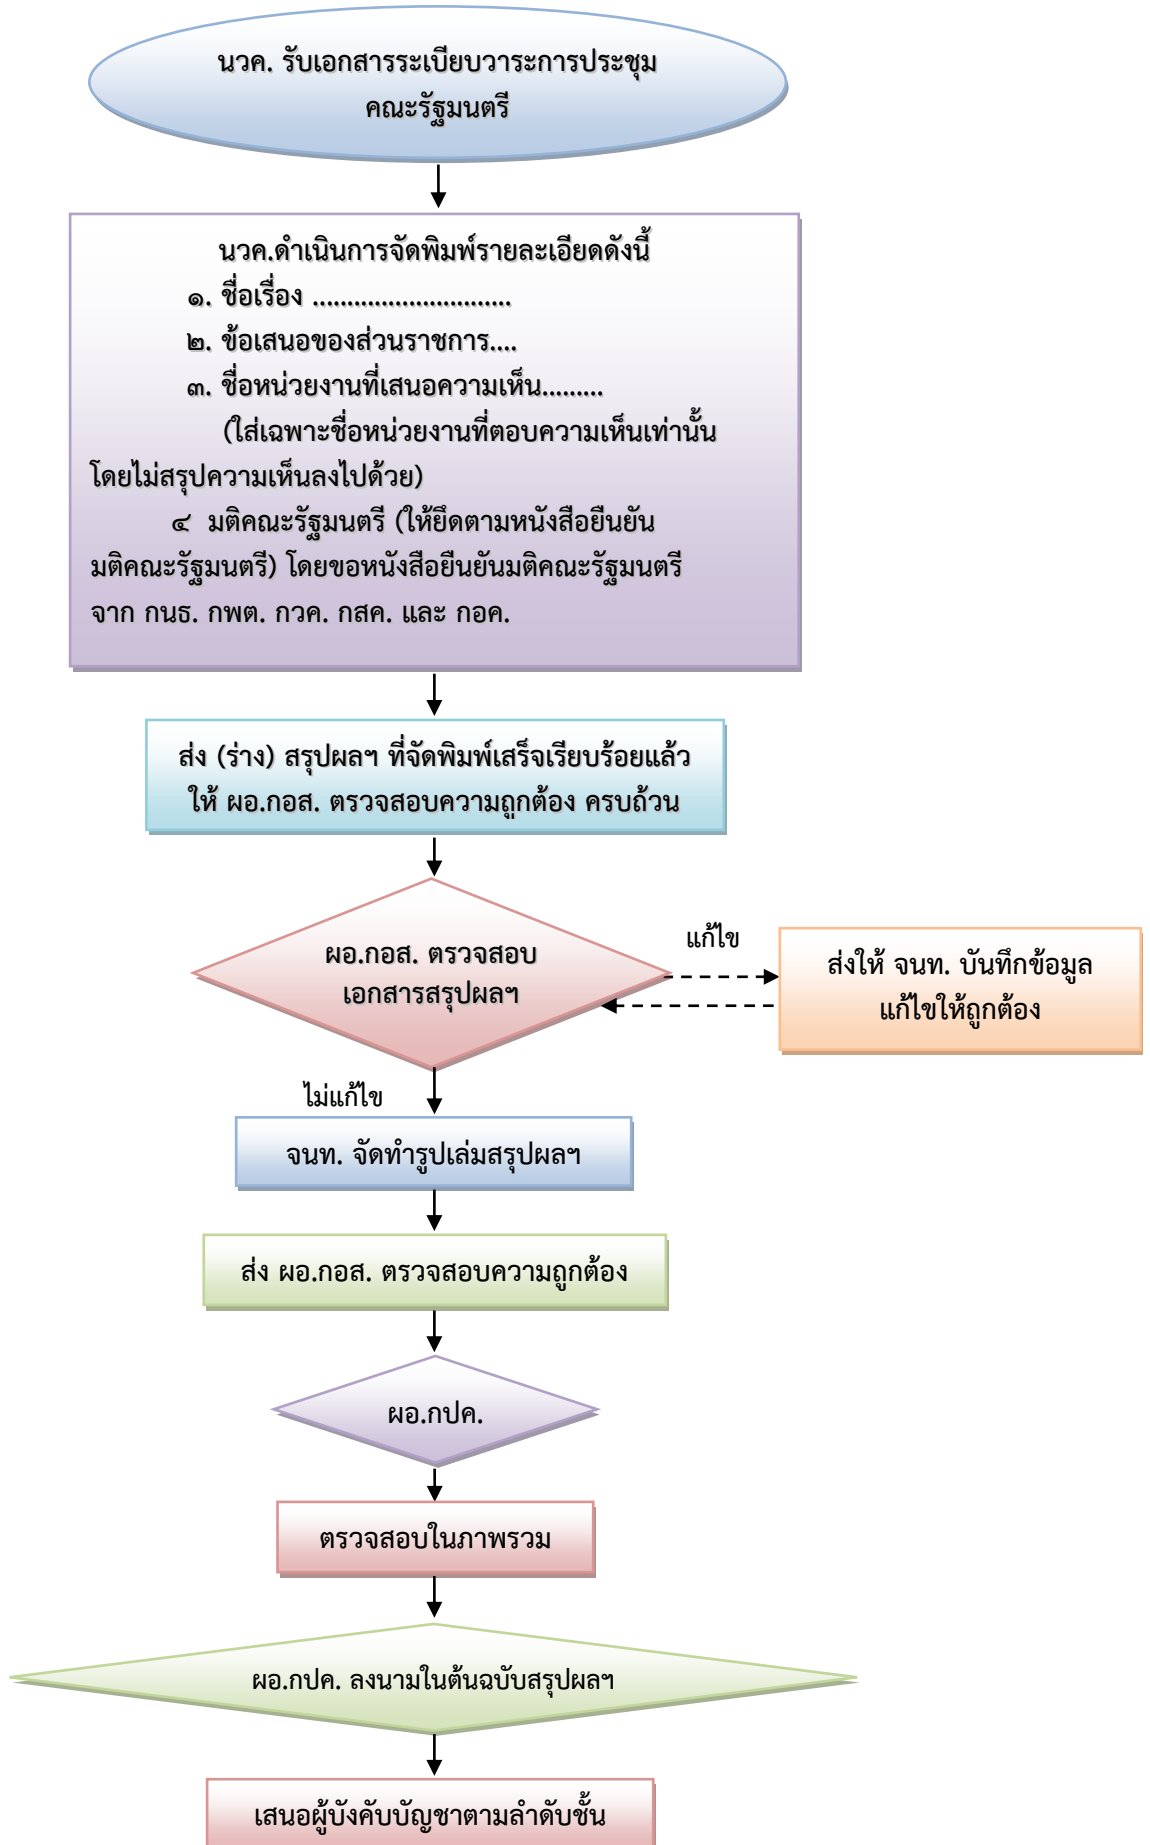 นวค. รับเอกสารระเบียบวาระการประชุม
คณะรัฐมนตรี
นวค.ดำเนินการจัดพิมพ์รายละเอียดดังนี้
๑. ชื่อเรื่อง .............................
๒. ข้อเสนอของส่วนราชการ....
๓. ชื่อหน่วยงานที่เสนอความเห็น.........
(ใส่เฉพาะชื่อหน่วยงานที่ตอบความเห็นเท่านั้น
โดยไม่สรุปความเห็นลงไปด้วย)
๔ มติคณะรัฐมนตรี (ให้ยึดตามหนังสือยืนยัน
มติคณะรัฐมนตรี) โดยขอหนังสือยืนยันมติคณะรัฐมนตรี
จาก กนธ. กพต. กวค. กสค. และ กอค.
ส่ง (ร่าง) สรุปผลฯ ที่จัดพิมพ์เสร็จเรียบร้อยแล้ว
ให้ ผอ.กอส. ตรวจสอบความถูกต้อง ครบถ้วน
ผอ.กอส. ตรวจสอบ
เอกสารสรุปผลฯ
แก้ไข
ส่งให้ จนท. บันทึกข้อมูล
แก้ไขให้ถูกต้อง
ไม่แก้ไข
จนท. จัดทำรูปเล่มสรุปผลฯ
ส่ง ผอ.กอส. ตรวจสอบความถูกต้อง
ผอ.กปค.
ตรวจสอบในภาพรวม
ผอ.กปค. ลงนามในต้นฉบับสรุปผลฯ
เสนอผู้บังคับบัญชาตามลำดับชั้น